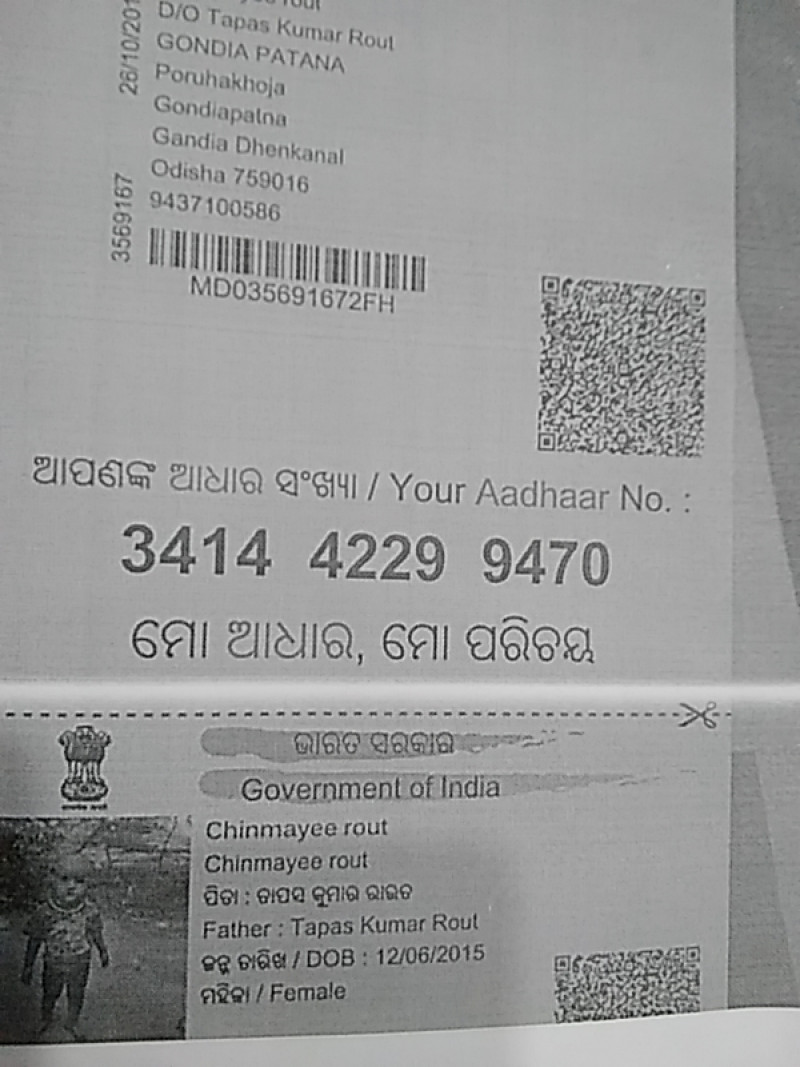 D/O Tapas Kumar Rout
GONDIA PATANA
Poruhakhoja
Gondiapatna
Gandia Dhenkanal
Odisha 759016
9437100586
3569167
MD035691672FH
ଆପଣଙ୍କ ଆଧାର ସଂଖ୍ୟା / Your Aadhaar No. :
3414 4229 9470
ମୋ ଆଧାର, ମୋ ପରିଚୟ
ଭାରତ ସରକାର
Government of India
Chinmayee rout
Chinmayee rout
ପିତା : ତାପସ କୁମାର ରାଉତ
Father : Tapas Kumar Rout
ଜନ୍ମ ତାରିଖ / DOB : 12/06/2015
ମହିଳା / Female